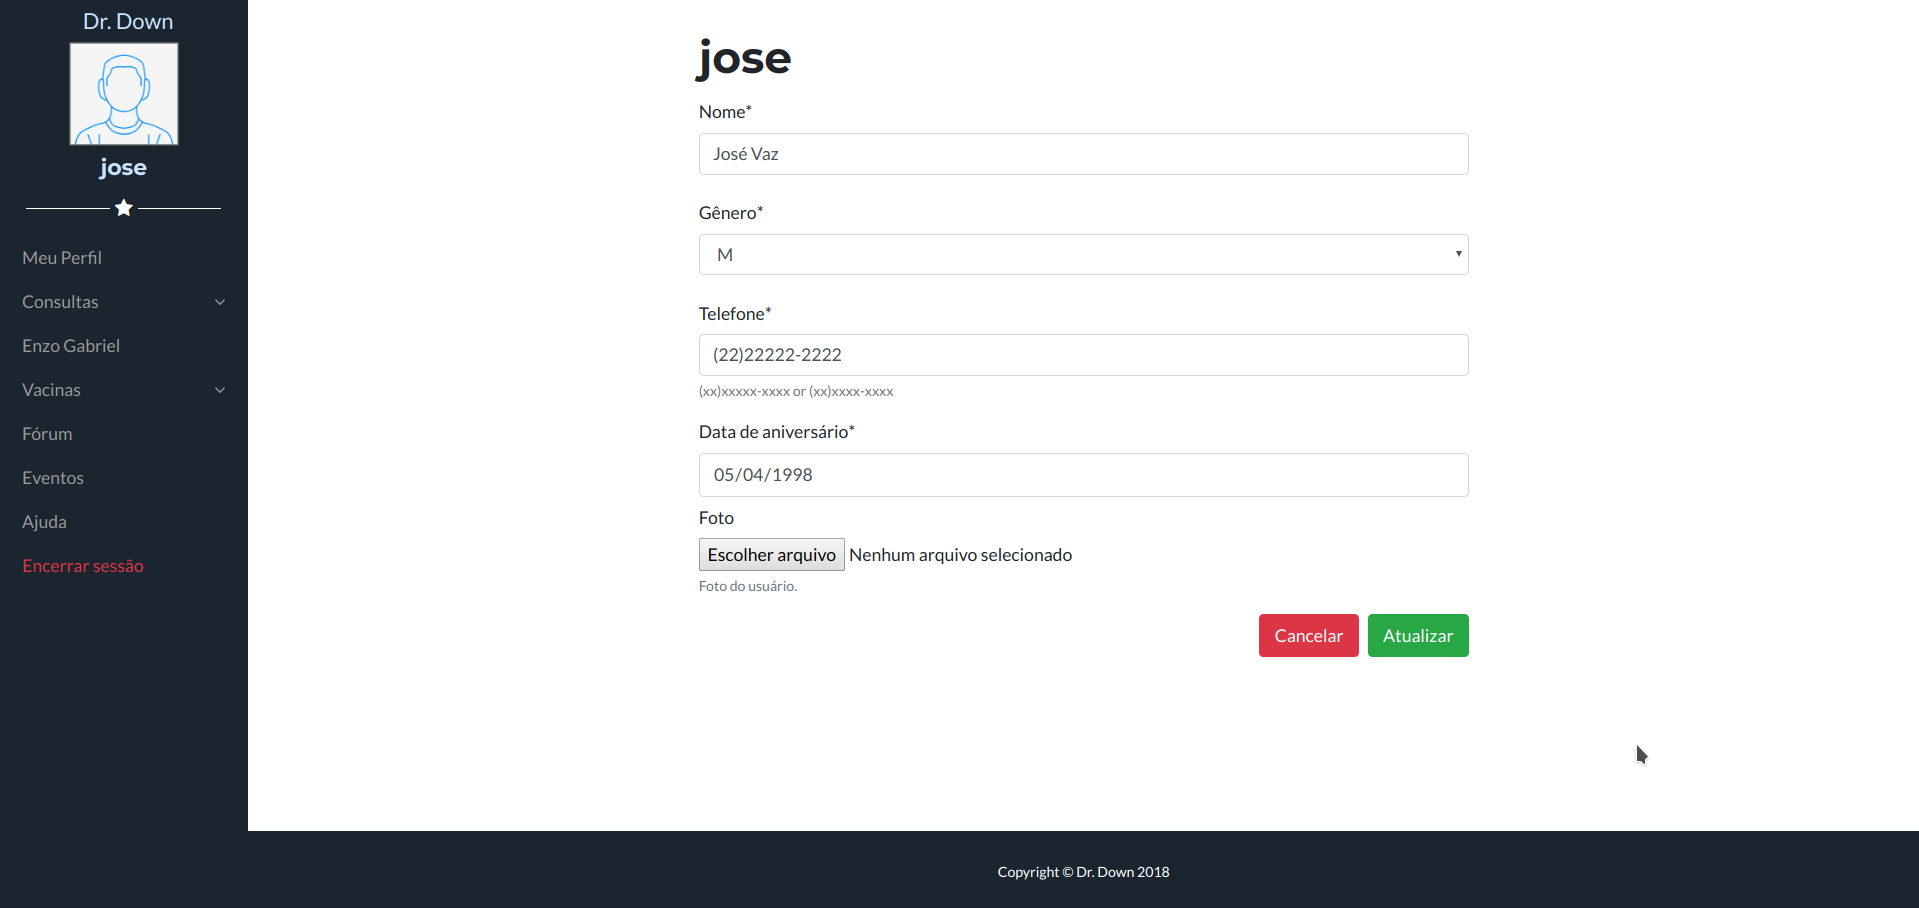 Dr. Down
jose
Meu Perfil
Consultas
Enzo Gabriel
Vacinas
Fórum
Eventos
Ajuda
Encerrar sessão
jose
Nome*
José Vaz
Gênero*
M
Telefone*
(22)22222-2222
(xx)xxxxx-xxxx or (xx)xxxx-xxxx
Data de aniversário*
05/04/1998
Foto
Escolher arquivo Nenhum arquivo selecionado
Foto do usuário.
Cancelar Atualizar
Copyright © Dr. Down 2018